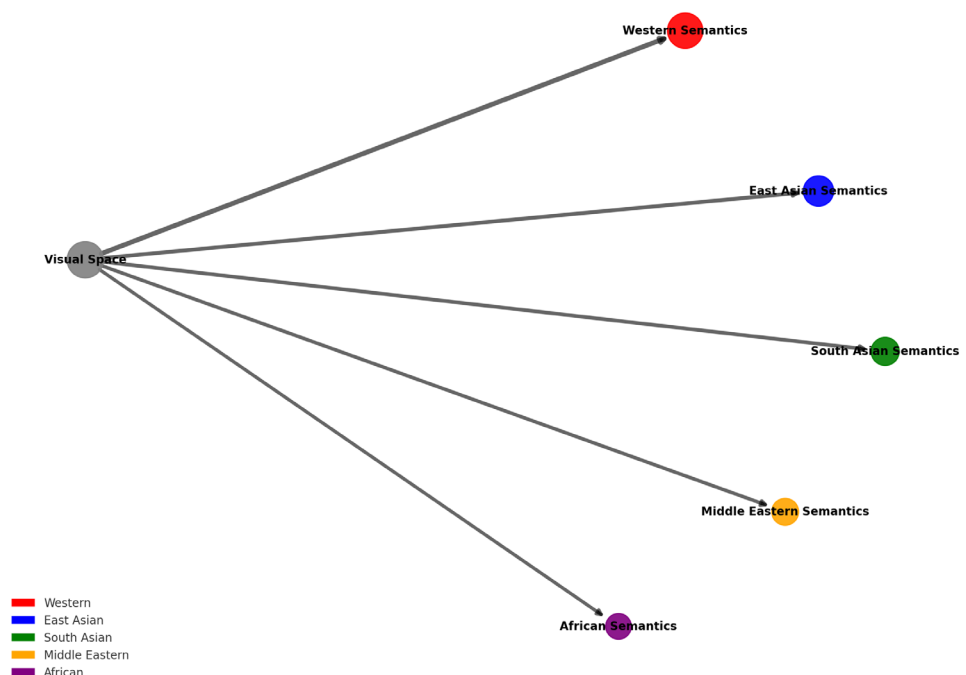 Western Semantics
East Asian Semantics
Visual Space
South Asian Semantics
Middle Eastern Semantics
African Semantics
Western
East Asian
South Asian
Middle Eastern
African